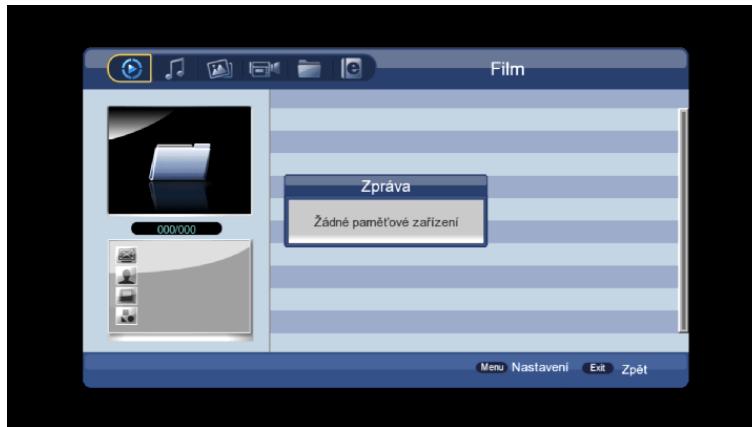 Film
Zpráva
Žádné paměťové zařízení
000/000
Menu Nastavení Exit Zpět